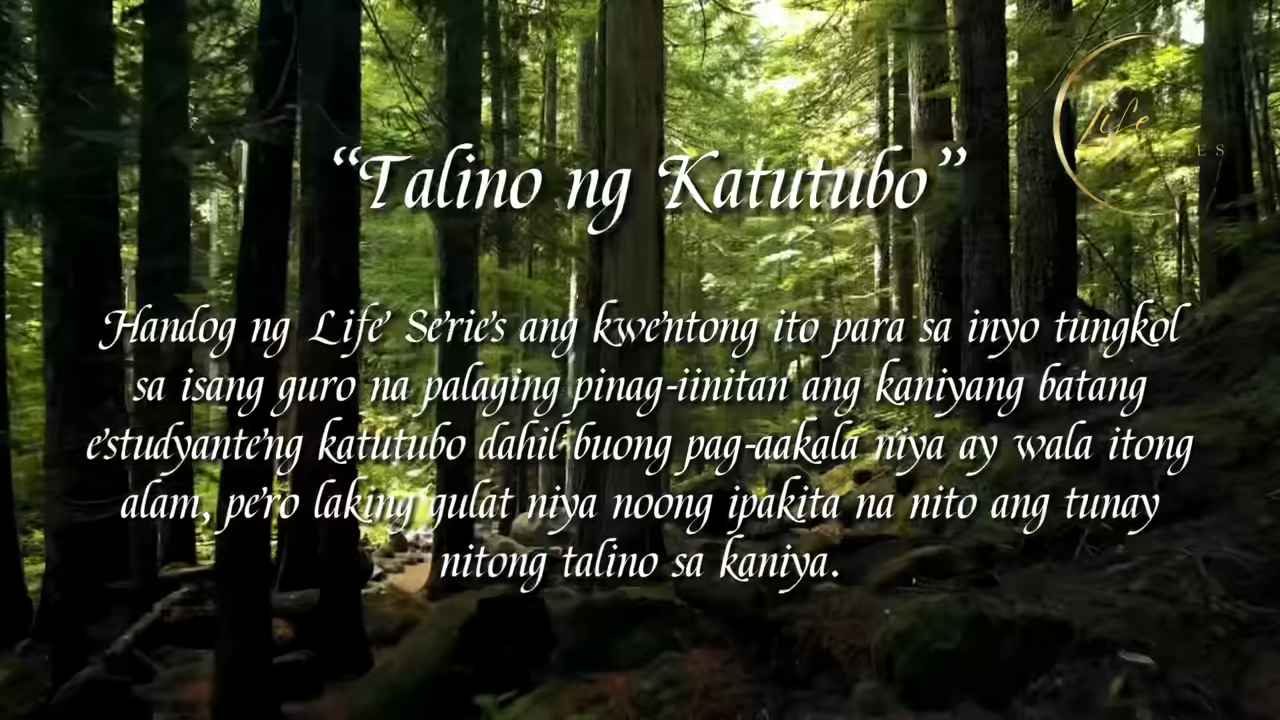 Life
ES
“Talino ng Katutubo”
Handog ng Life Series ang kwentong ito para sa inyo tungkol
sa isang guro na palaging pinag-iinitan ang kaniyang batang
estudyanteng katutubo dahil buong pag-aakala niya ay wala itong
alam, pero laking gulat niya noong ipakita na nito ang tunay
nitong talino sa kaniya.